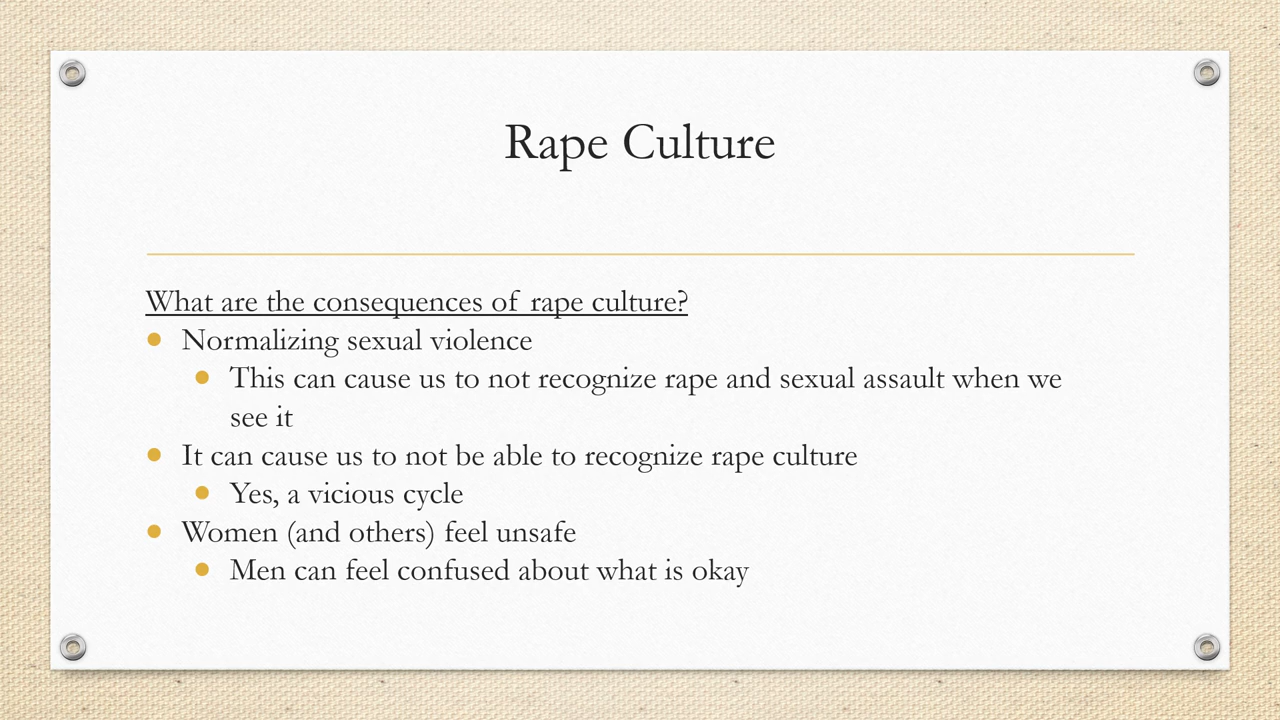 Rape Culture
What are the consequences of rape culture?
Normalizing sexual violence
This can cause us to not recognize rape and sexual assault when we
see it
It can cause us to not be able to recognize rape culture
Yes, a vicious cycle
Women (and others) feel unsafe
Men can feel confused about what is okay